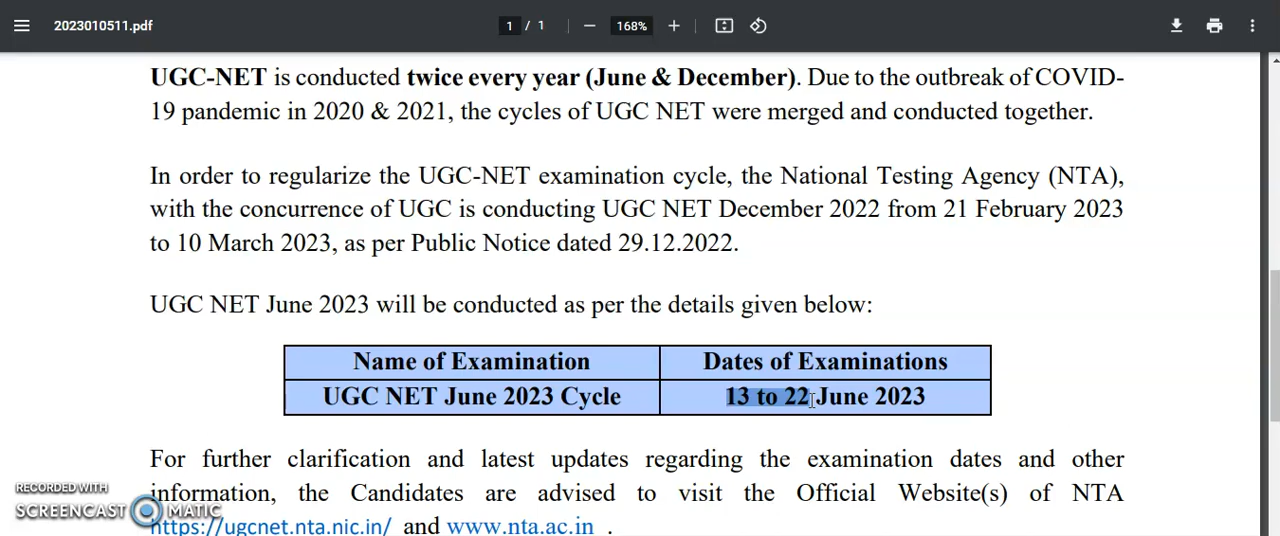 2023010511.pdf
1 / 1
168%
UGC-NET is conducted twice every year (June & December). Due to the outbreak of COVID-
19 pandemic in 2020 & 2021, the cycles of UGC NET were merged and conducted together.
In order to regularize the UGC-NET examination cycle, the National Testing Agency (NTA),
with the concurrence of UGC is conducting UGC NET December 2022 from 21 February 2023
to 10 March 2023, as per Public Notice dated 29.12.2022.
UGC NET June 2023 will be conducted as per the details given below:
Name of Examination Dates of Examinations
UGC NET June 2023 Cycle 13 to 22 June 2023
For further clarification and latest updates regarding the examination dates and other
information, the Candidates are advised to visit the Official Website(s) of NTA
https://ugcnet.nta.nic.in/ and www.nta.ac.in .
RECORDED WITH
SCREENCAST MATIC